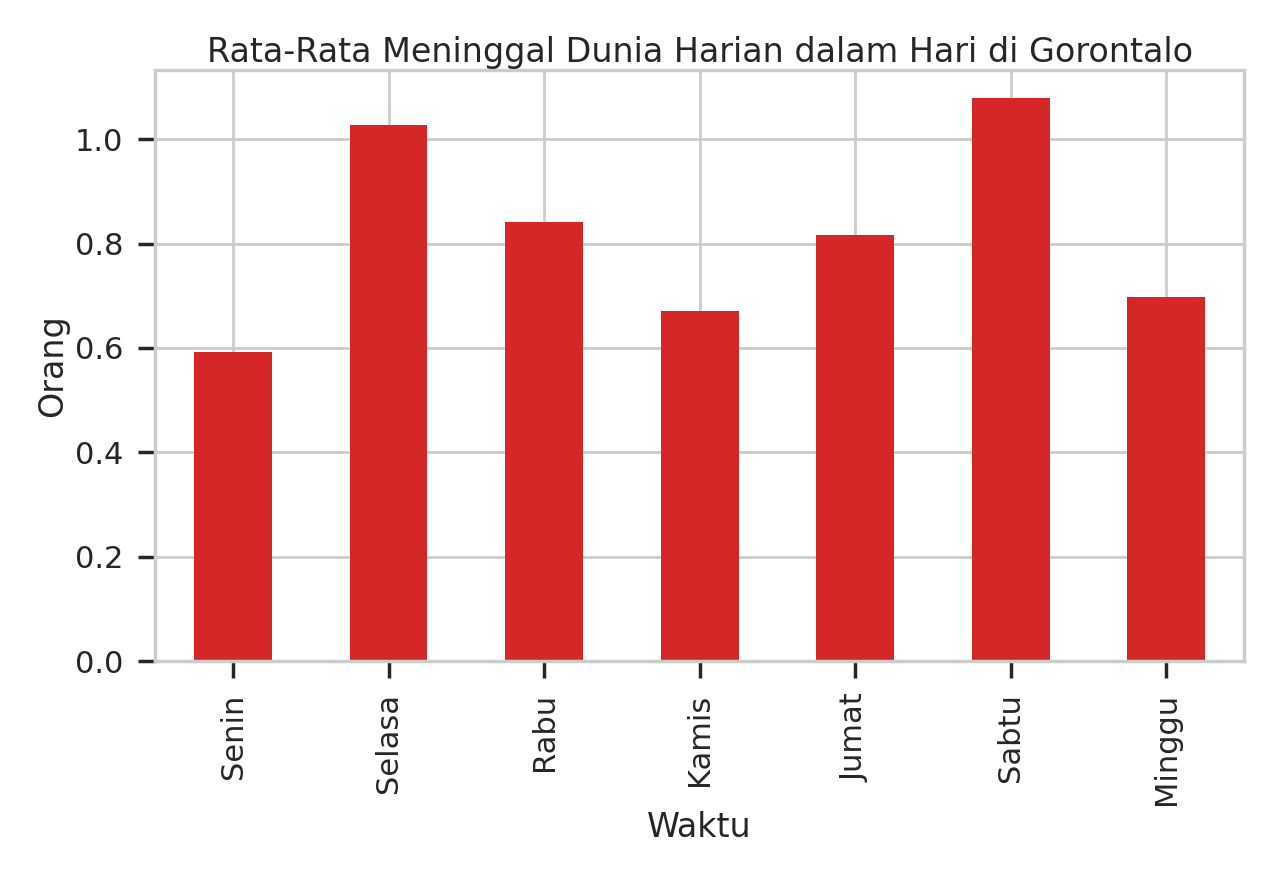 Rata-Rata Meninggal Dunia Harian dalam Hari di Gorontalo
Orang
1.0
0.8
0.6
0.4
0.2
0.0
Senin
Selasa
Rabu
Kamis
Jumat
Sabtu
Minggu
Waktu